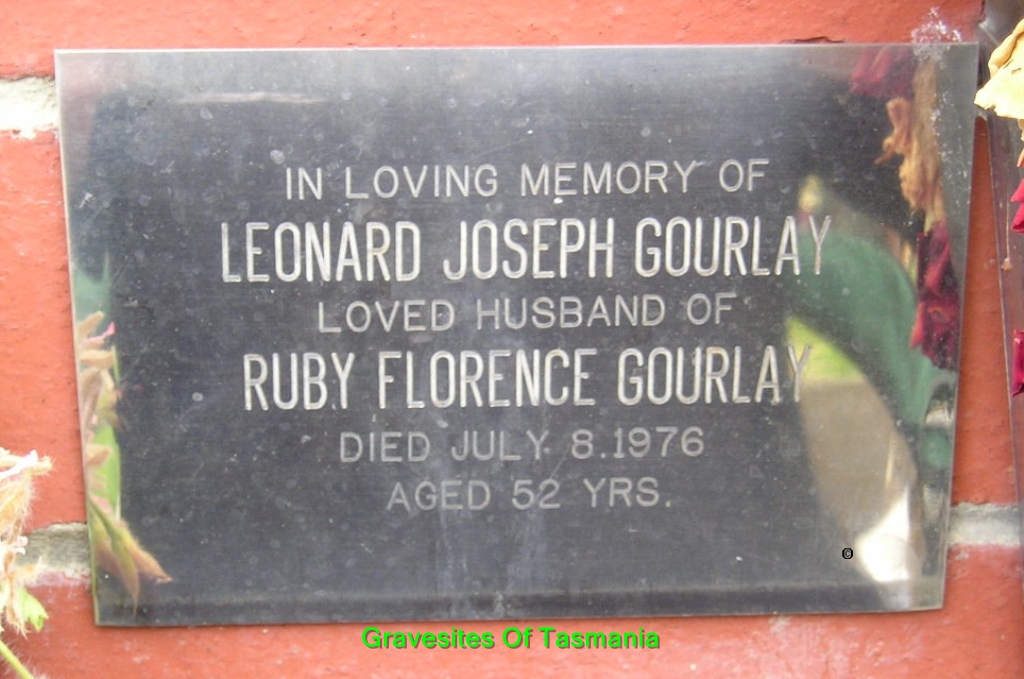 IN LOVING MEMORY OF
LEONARD JOSEPH GOURLAY
LOVED HUSBAND OF
RUBY FLORENCE GOURLAY
DIED JULY 8.1976
AGED 52 YRS.
©
Gravesites Of Tasmania